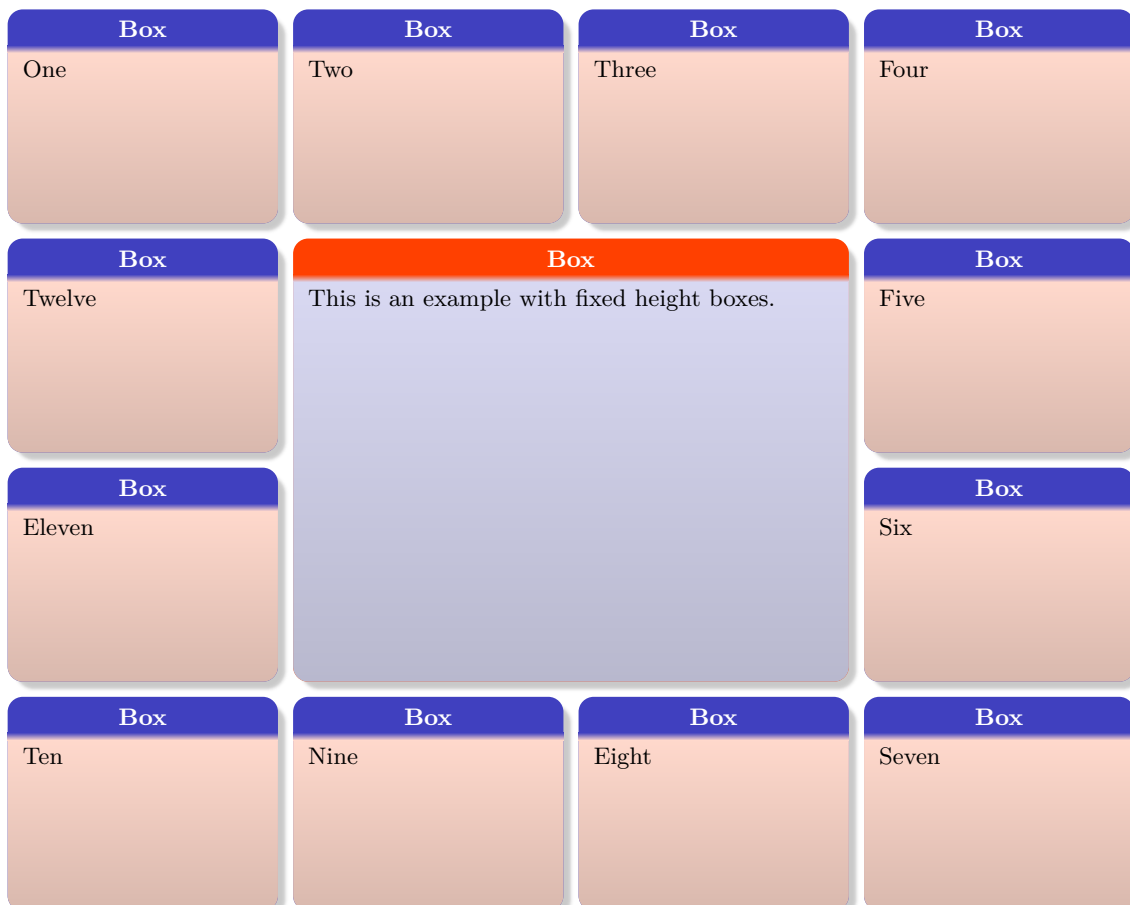 Box
One
Box
Two
Box
Three
Box
Four
Box
Twelve
Box
This is an example with fixed height boxes.
Box
Five
Box
Eleven
Box
Six
Box
Ten
Box
Nine
Box
Eight
Box
Seven